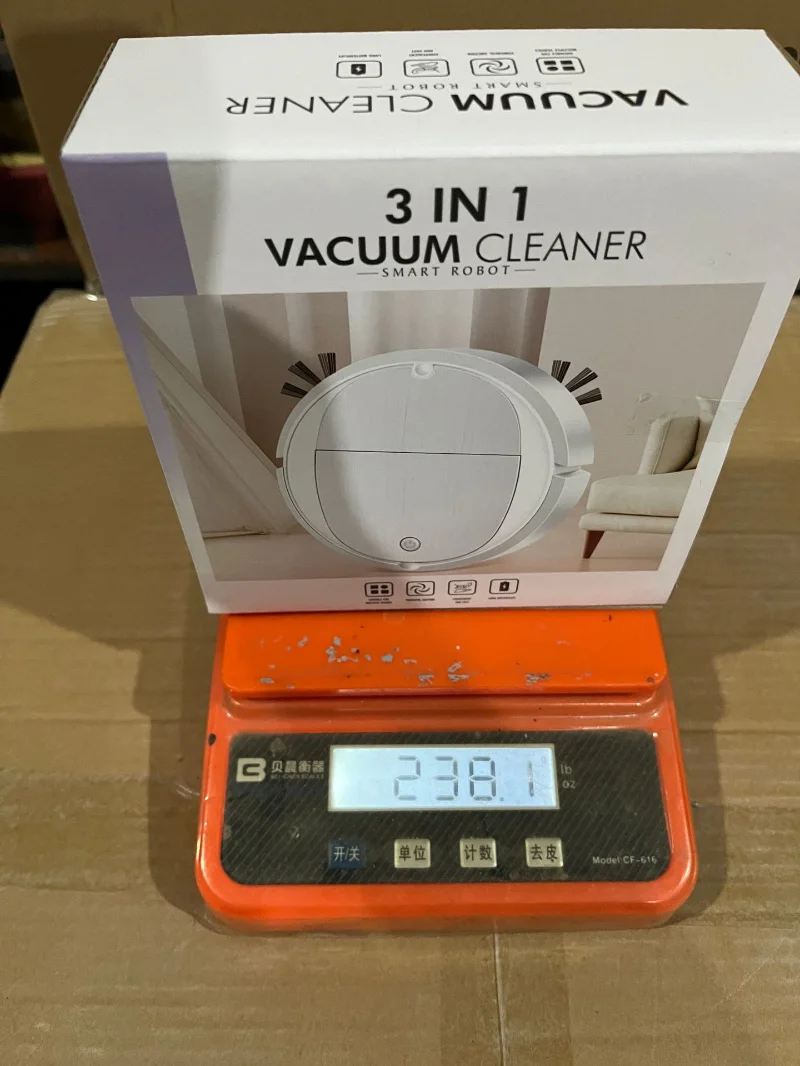 VACUUM CLEANER
SMART ROBOT
3 IN 1
VACUUM CLEANER
SMART ROBOT
贝晨衡器
238.1
lb
oz
开/关
单位
计数
去皮
Model:CF-616